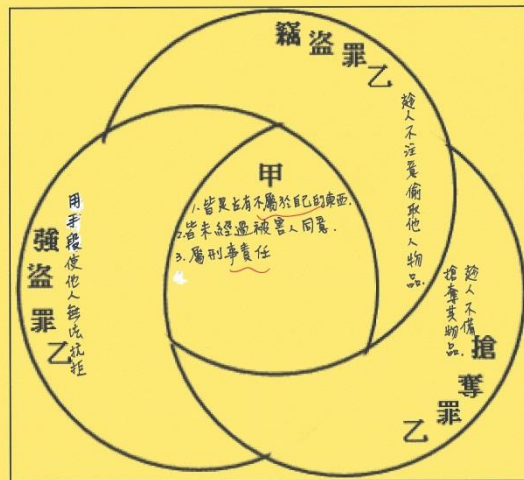 竊盜罪乙
趁人不注意偷取他人物品.
甲
1.皆是占有不屬於自己的東西.
2.皆未經過被害人同意.
3.屬刑事責任
強盜罪乙
用手段使他人無法抗拒
趁人不備
搶奪其物品.
搶奪罪乙